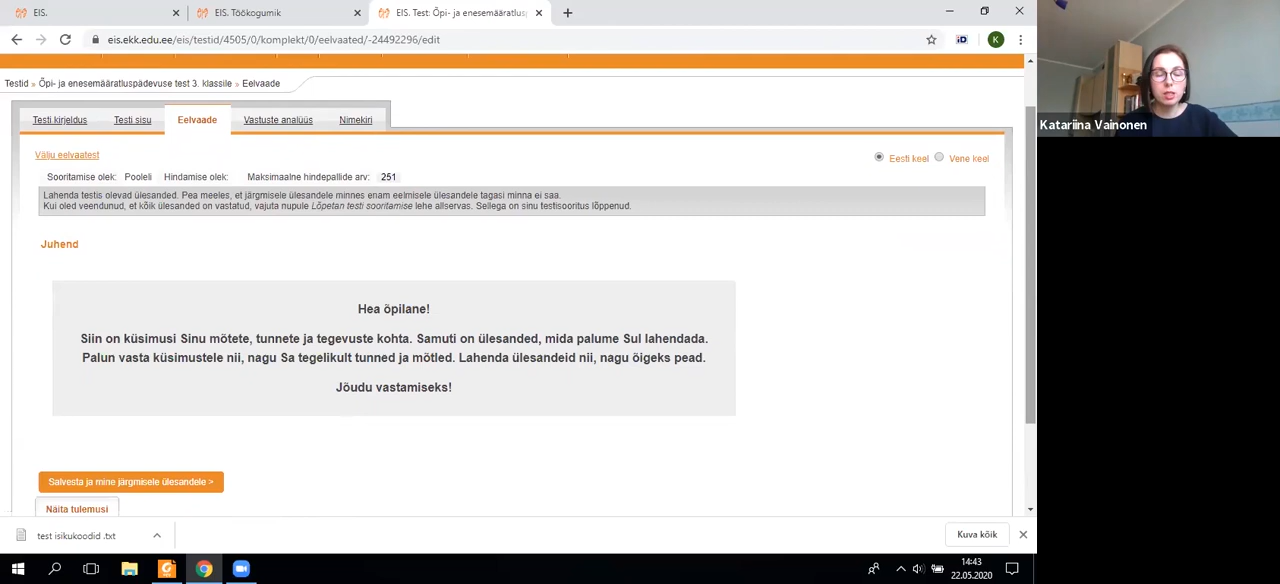 EIS.
EIS. Töökogumik
EIS. Test: Õpi- ja enesemääratlusp
eis.ekk.edu.ee/eis/testid/4505/0/komplekt/0/eelvaated/-24492296/edit
K
Testid » Õpi- ja enesemääratluspädevuse test 3. klassile » Eelvaade
Testi kirjeldus Testi sisu Eelvaade Vastuste analüüs Nimekiri
Välju eelvaatest
Eesti keel Vene keel
Sooritamise olek: Pooleli Hindamise olek: Maksimaalne hindepallide arv: 251
Lahenda testis olevad ülesanded. Pea meeles, et järgmisele ülesandele minnes enam eelmisele ülesandele tagasi minna ei saa.
Kui oled veendunud, et kõik ülesanded on vastatud, vajuta nupule Lõpetan testi sooritamise lehe allservas. Sellega on sinu testisooritus lõppenud.
Juhend
Hea õpilane!
Siin on küsimusi Sinu mõtete, tunnete ja tegevuste kohta. Samuti on ülesanded, mida palume Sul lahendada.
Palun vasta küsimustele nii, nagu Sa tegelikult tunned ja mõtled. Lahenda ülesandeid nii, nagu õigeks pead.
Jõudu vastamiseks!
Salvesta ja mine järgmisele ülesandele >
Näita tulemusi
test isikukoodid .txt
Kuva kõik
14:43
22.05.2020
Katariina Vainonen